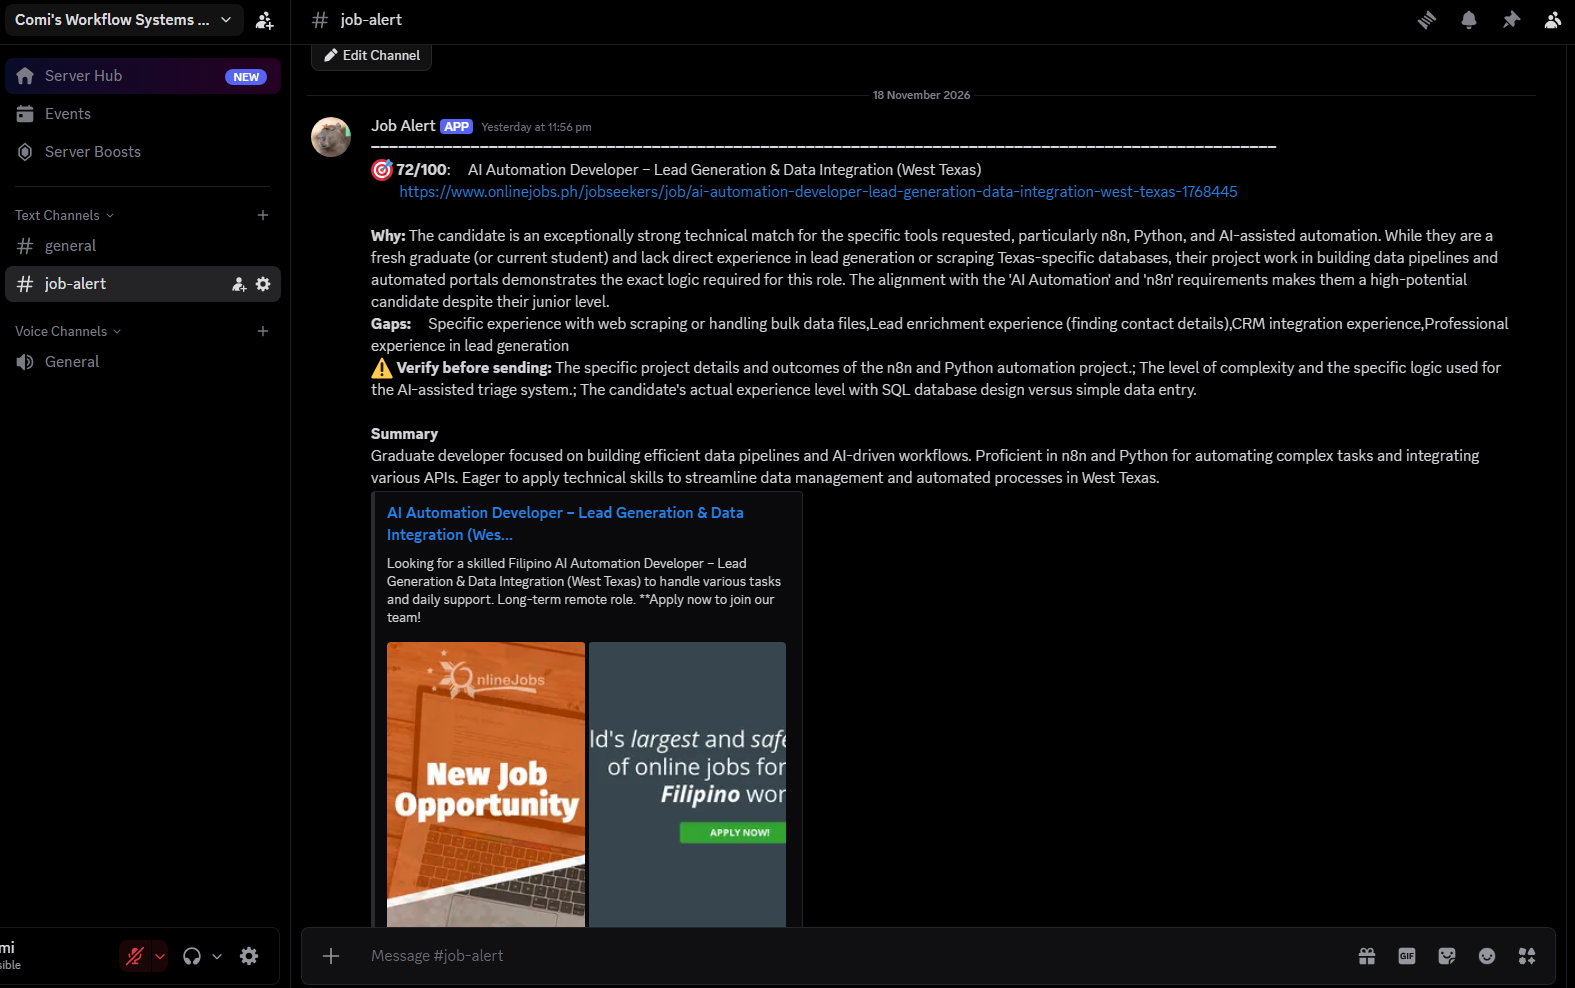 Comi's Workflow Systems ...
# job-alert
Server Hub
NEW
Events
Server Boosts
Text Channels
general
job-alert
Voice Channels
General
Edit Channel
18 November 2026
Job Alert APP Yesterday at 11:56 pm
72/100: AI Automation Developer – Lead Generation & Data Integration (West Texas)
https://www.onlinejobs.ph/jobseekers/job/ai-automation-developer-lead-generation-data-integration-west-texas-1768445
Why: The candidate is an exceptionally strong technical match for the specific tools requested, particularly n8n, Python, and AI-assisted automation. While they are a
fresh graduate (or current student) and lack direct experience in lead generation or scraping Texas-specific databases, their project work in building data pipelines and
automated portals demonstrates the exact logic required for this role. The alignment with the 'AI Automation' and 'n8n' requirements makes them a high-potential
candidate despite their junior level.
Gaps: Specific experience with web scraping or handling bulk data files,Lead enrichment experience (finding contact details),CRM integration experience,Professional
experience in lead generation
⚠️ Verify before sending: The specific project details and outcomes of the n8n and Python automation project.; The level of complexity and the specific logic used for
the AI-assisted triage system.; The candidate's actual experience level with SQL database design versus simple data entry.
Summary
Graduate developer focused on building efficient data pipelines and AI-driven workflows. Proficient in n8n and Python for automating complex tasks and integrating
various APIs. Eager to apply technical skills to streamline data management and automated processes in West Texas.
AI Automation Developer – Lead Generation & Data
Integration (Wes...
Looking for a skilled Filipino AI Automation Developer – Lead
Generation & Data Integration (West Texas) to handle various tasks
and daily support. Long-term remote role. **Apply now to join our
team!
OnlineJobs
New Job
Opportunity
ld's largest and safe
of online jobs for
Filipino wor
APPLY NOW!
mi
sible
Message #job-alert
GIF